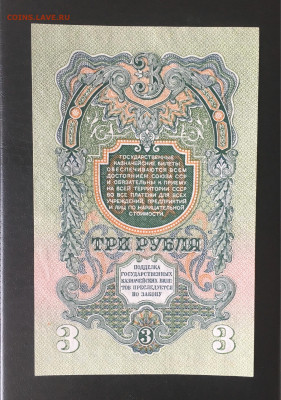 COINS.LAVE.RU
3
ГОСУДАРСТВЕННЫЕ
КАЗНАЧЕЙСКИЕ БИЛЕТЫ
ОБЕСПЕЧИВАЮТСЯ ВСЕМ
ДОСТОЯНИЕМ СОЮЗА ССР
И ОБЯЗАТЕЛЬНЫ К ПРИЕМУ
НА ВСЕЙ ТЕРРИТОРИИ СССР
ВО ВСЕ ПЛАТЕЖИ ДЛЯ ВСЕХ
УЧРЕЖДЕНИЙ, ПРЕДПРИЯТИЙ
И ЛИЦ ПО НАРИЦАТЕЛЬНОЙ
СТОИМОСТИ.
ТРИ РУБЛЯ
ПОДДЕЛКА
ГОСУДАРСТВЕННЫХ
КАЗНАЧЕЙСКИХ БИЛЕ-
ТОВ ПРЕСЛЕДУЕТСЯ
ПО ЗАКОНУ
3 3 3